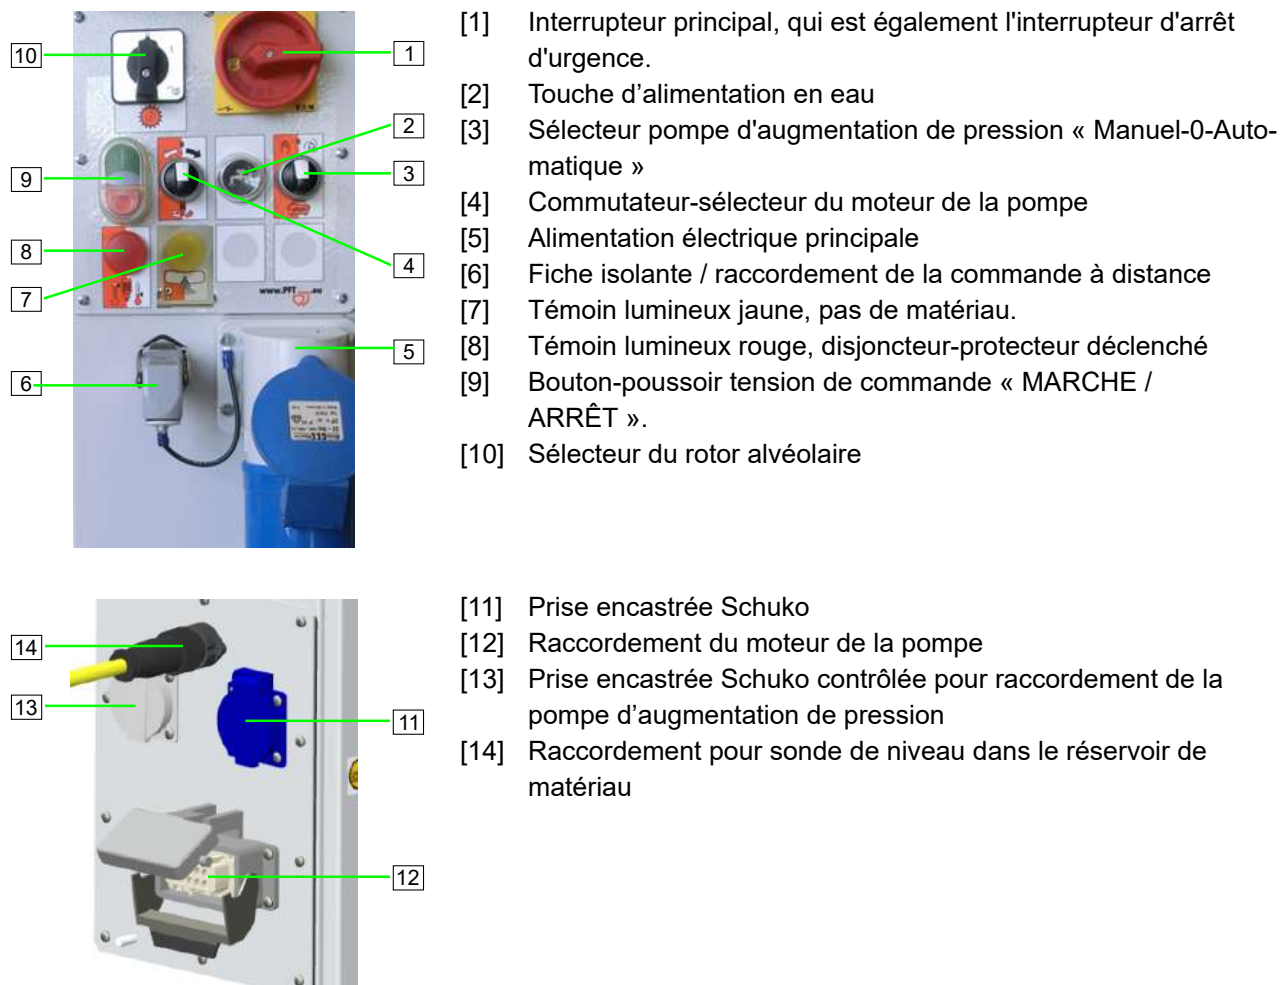 [1] Interrupteur principal, qui est également l'interrupteur d'arrêt
d'urgence.
[2] Touche d’alimentation en eau
[3] Sélecteur pompe d'augmentation de pression « Manuel-0-Auto-
matique »
[4] Commutateur-sélecteur du moteur de la pompe
[5] Alimentation électrique principale
[6] Fiche isolante / raccordement de la commande à distance
[7] Témoin lumineux jaune, pas de matériau.
[8] Témoin lumineux rouge, disjoncteur-protecteur déclenché
[9] Bouton-poussoir tension de commande « MARCHE /
ARRÊT ».
[10] Sélecteur du rotor alvéolaire
10
1
2
9
3
8
4
7
www.PFT.eu
5
6
[11] Prise encastrée Schuko
[12] Raccordement du moteur de la pompe
[13] Prise encastrée Schuko contrôlée pour raccordement de la
pompe d’augmentation de pression
[14] Raccordement pour sonde de niveau dans le réservoir de
matériau
14
13
11
12